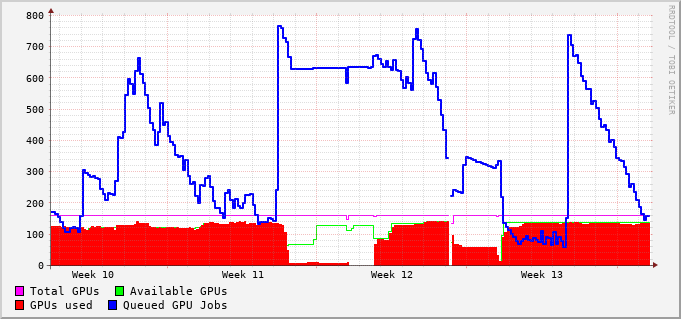 800
700
600
500
400
300
200
100
0
Week 10 Week 11 Week 12 Week 13
Total GPUs Available GPUs
GPUs used Queued GPU Jobs
RRDTOOL / TOBI OETIKER